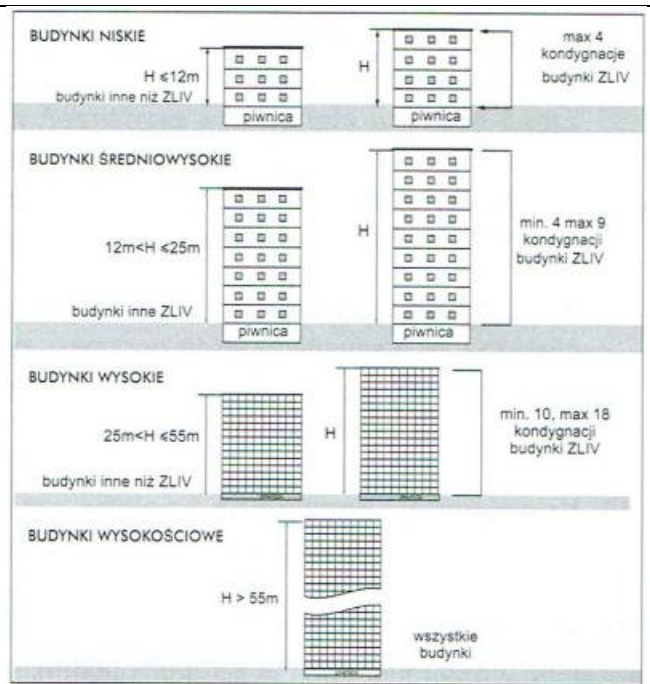 BUDYNKI NISKIE
H ≤12m
budynki inne niż ZLIV
piwnica
H
piwnica
max 4
kondygnacje
budynki ZLIV
BUDYNKI ŚREDNIOWYSOKIE
12m<H ≤25m
budynki inne ZLIV
piwnica
H
piwnica
min. 4 max 9
kondygnacji
budynki ZLIV
BUDYNKI WYSOKIE
25m<H ≤55m
budynki inne niż ZLIV
H
min. 10, max 18
kondygnacji
budynki ZLIV
BUDYNKI WYSOKOŚCIOWE
H > 55m
wszystkie
budynki